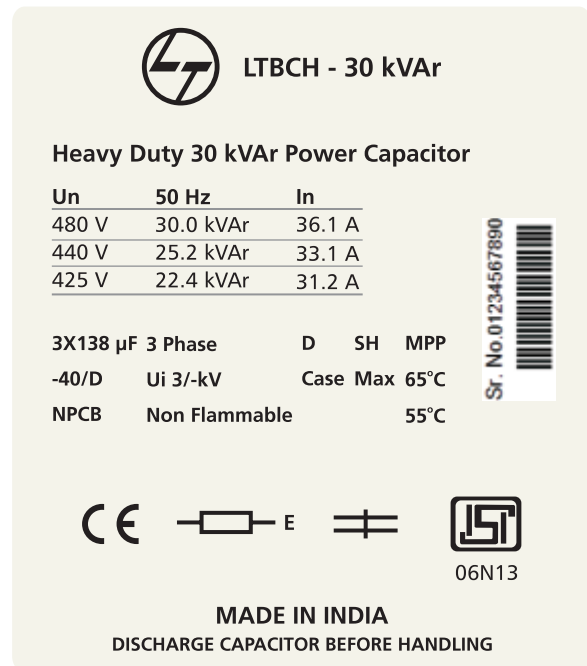 LT LTBCH - 30 kVAr
Heavy Duty 30 kVAr Power Capacitor
Un 50 Hz In
480 V 30.0 kVAr 36.1 A
440 V 25.2 kVAr 33.1 A
425 V 22.4 kVAr 31.2 A
Sr. No.01234567890
3X138 µF 3 Phase D SH MPP
-40/D Ui 3/-kV Case Max 65°C
NPCB Non Flammable 55°C
CE E ISI
06N13
MADE IN INDIA
DISCHARGE CAPACITOR BEFORE HANDLING